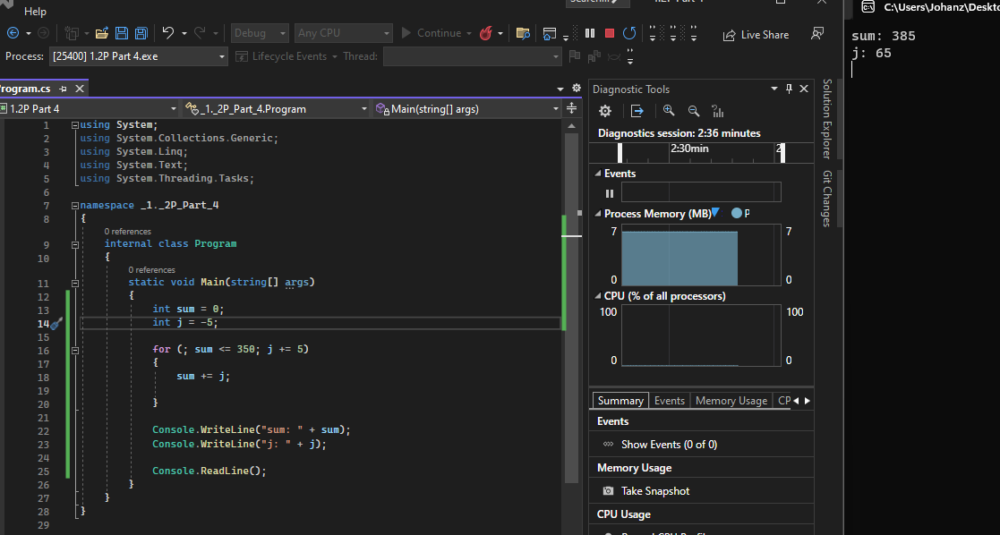 Help
C:\Users\Johanz\Deskto
Debug
Any CPU
Continue
Live Share
Process: [25400] 1.2P Part 4.exe
Lifecycle Events
Thread:
rogram.cs
1.2P Part 4
_1._2P_Part_4.Program
Main(string[] args)
1 using System;
2 using System.Collections.Generic;
3 using System.Linq;
4 using System.Text;
5 using System.Threading.Tasks;
6
7 namespace _1._2P_Part_4
8 {
0 references
9 internal class Program
10 {
0 references
11 static void Main(string[] args)
12 {
13 int sum = 0;
14 int j = -5;
15
16 for (; sum <= 350; j += 5)
17 {
18 sum += j;
19
20 }
21
22 Console.WriteLine("sum: " + sum);
23 Console.WriteLine("j: " + j);
24
25 Console.ReadLine();
26 }
27 }
28 }
29
Diagnostic Tools
Diagnostics session: 2:36 minutes
2:30min
2
Events
Process Memory (MB)
P
7 7
0 0
CPU (% of all processors)
100 100
0 0
Summary Events Memory Usage CP
Events
Show Events (0 of 0)
Memory Usage
Take Snapshot
CPU Usage
Solution Explorer
Git Changes
sum: 385
j: 65